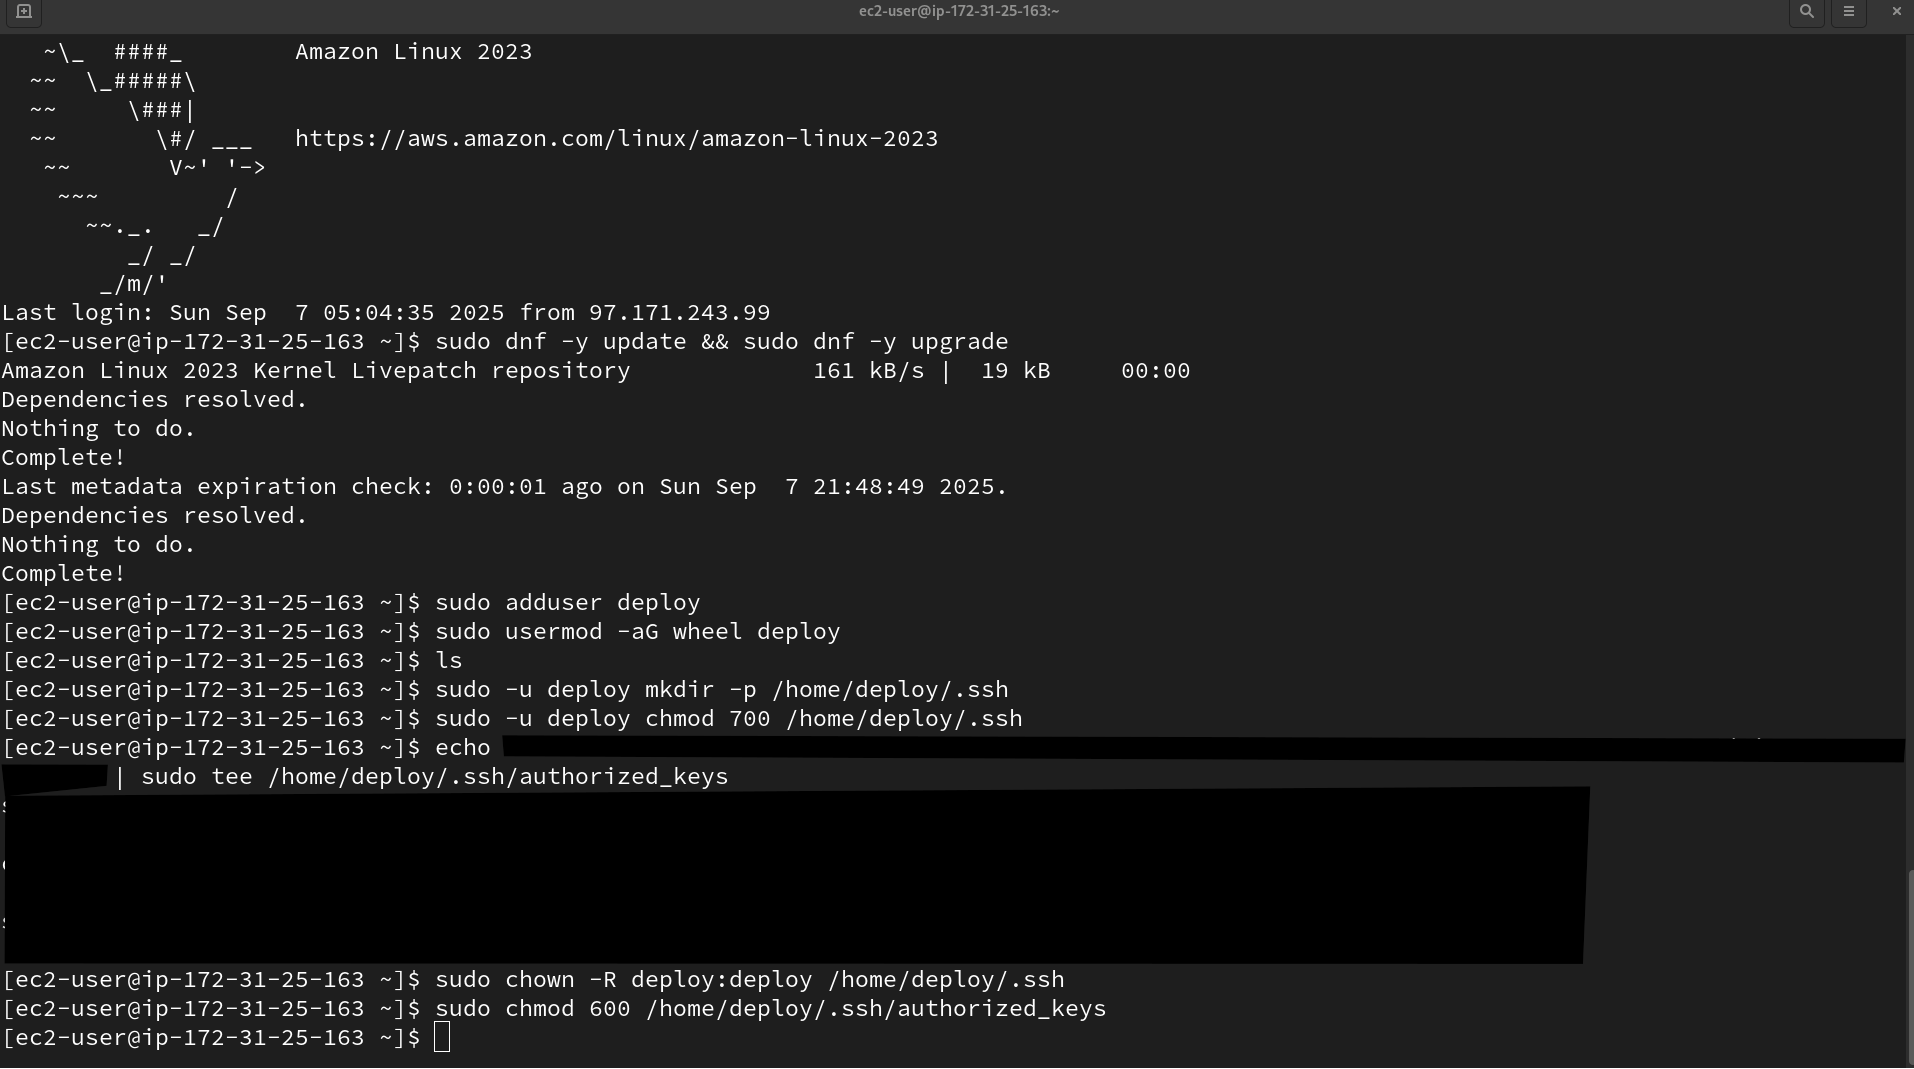 ec2-user@ip-172-31-25-163:~
~\_  ####_        Amazon Linux 2023
~~  \_#####\
~~     \###|
~~       \#/ ___   https://aws.amazon.com/linux/amazon-linux-2023
~~       V~' '->
~~~         /
~~._.   _/
_/ _/
_/m/'
Last login: Sun Sep  7 05:04:35 2025 from 97.171.243.99
[ec2-user@ip-172-31-25-163 ~]$ sudo dnf -y update && sudo dnf -y upgrade
Amazon Linux 2023 Kernel Livepatch repository             161 kB/s |  19 kB     00:00
Dependencies resolved.
Nothing to do.
Complete!
Last metadata expiration check: 0:00:01 ago on Sun Sep  7 21:48:49 2025.
Dependencies resolved.
Nothing to do.
Complete!
[ec2-user@ip-172-31-25-163 ~]$ sudo adduser deploy
[ec2-user@ip-172-31-25-163 ~]$ sudo usermod -aG wheel deploy
[ec2-user@ip-172-31-25-163 ~]$ ls
[ec2-user@ip-172-31-25-163 ~]$ sudo -u deploy mkdir -p /home/deploy/.ssh
[ec2-user@ip-172-31-25-163 ~]$ sudo -u deploy chmod 700 /home/deploy/.ssh
[ec2-user@ip-172-31-25-163 ~]$ echo
| sudo tee /home/deploy/.ssh/authorized_keys
[ec2-user@ip-172-31-25-163 ~]$ sudo chown -R deploy:deploy /home/deploy/.ssh
[ec2-user@ip-172-31-25-163 ~]$ sudo chmod 600 /home/deploy/.ssh/authorized_keys
[ec2-user@ip-172-31-25-163 ~]$